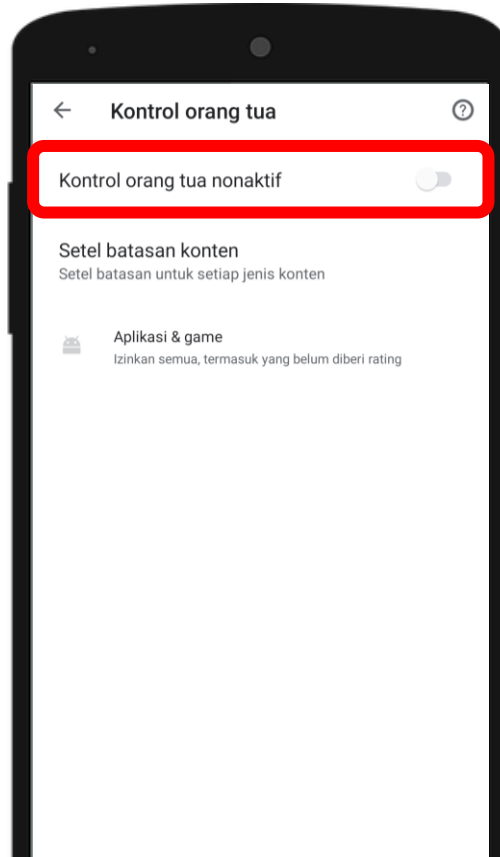 Kontrol orang tua
Kontrol orang tua nonaktif
Setel batasan konten
Setel batasan untuk setiap jenis konten
Aplikasi & game
Izinkan semua, termasuk yang belum diberi rating